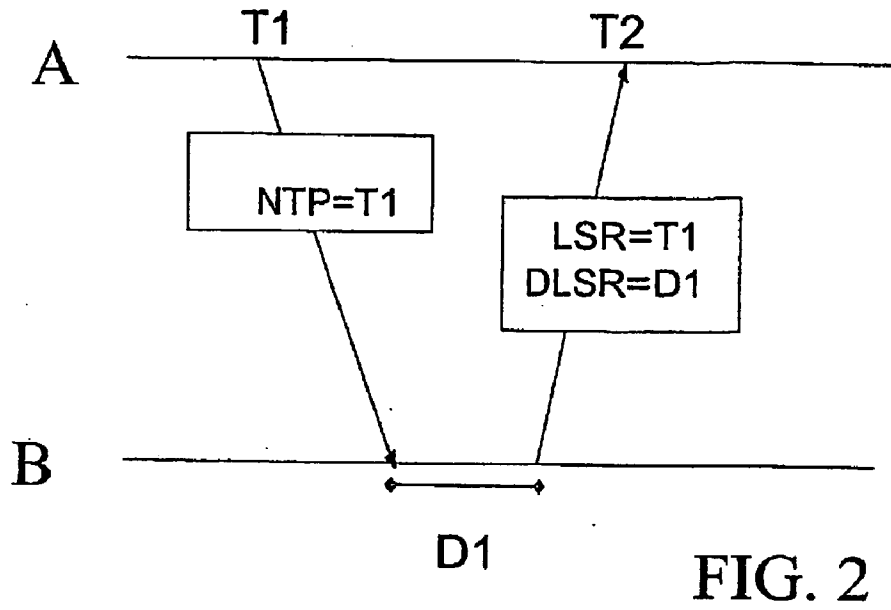 T1
T2
A
NTP=T1
LSR=T1
DLSR=D1
B
D1
FIG. 2